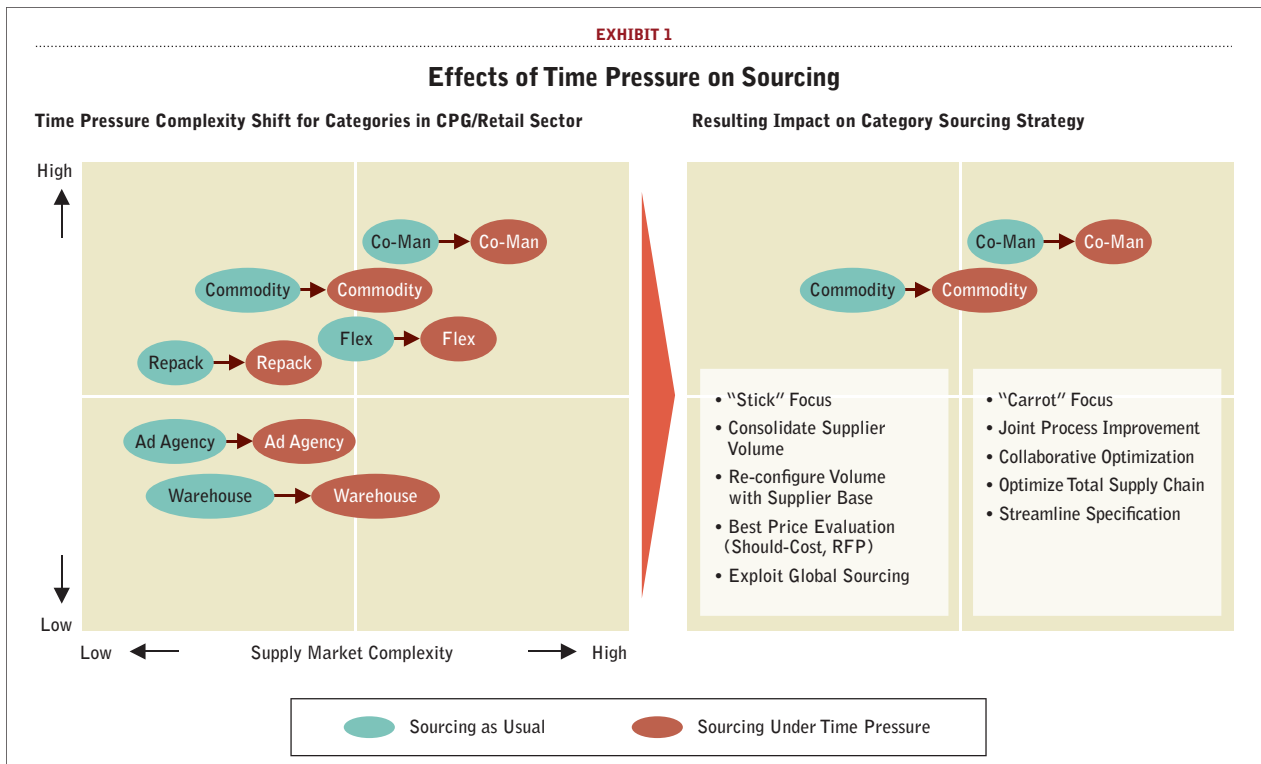 EXHIBIT 1
Effects of Time Pressure on Sourcing
Time Pressure Complexity Shift for Categories in CPG/Retail Sector
High
Co-Man
Co-Man
Commodity
Commodity
Flex
Flex
Repack
Repack
Ad Agency
Ad Agency
Warehouse
Warehouse
Low
Low
Supply Market Complexity
High
Resulting Impact on Category Sourcing Strategy
Co-Man
Co-Man
Commodity
Commodity
• "Stick" Focus
• Consolidate Supplier
Volume
• Re-configure Volume
with Supplier Base
• Best Price Evaluation
(Should-Cost, RFP)
• Exploit Global Sourcing
• "Carrot" Focus
• Joint Process Improvement
• Collaborative Optimization
• Optimize Total Supply Chain
• Streamline Specification
Sourcing as Usual
Sourcing Under Time Pressure